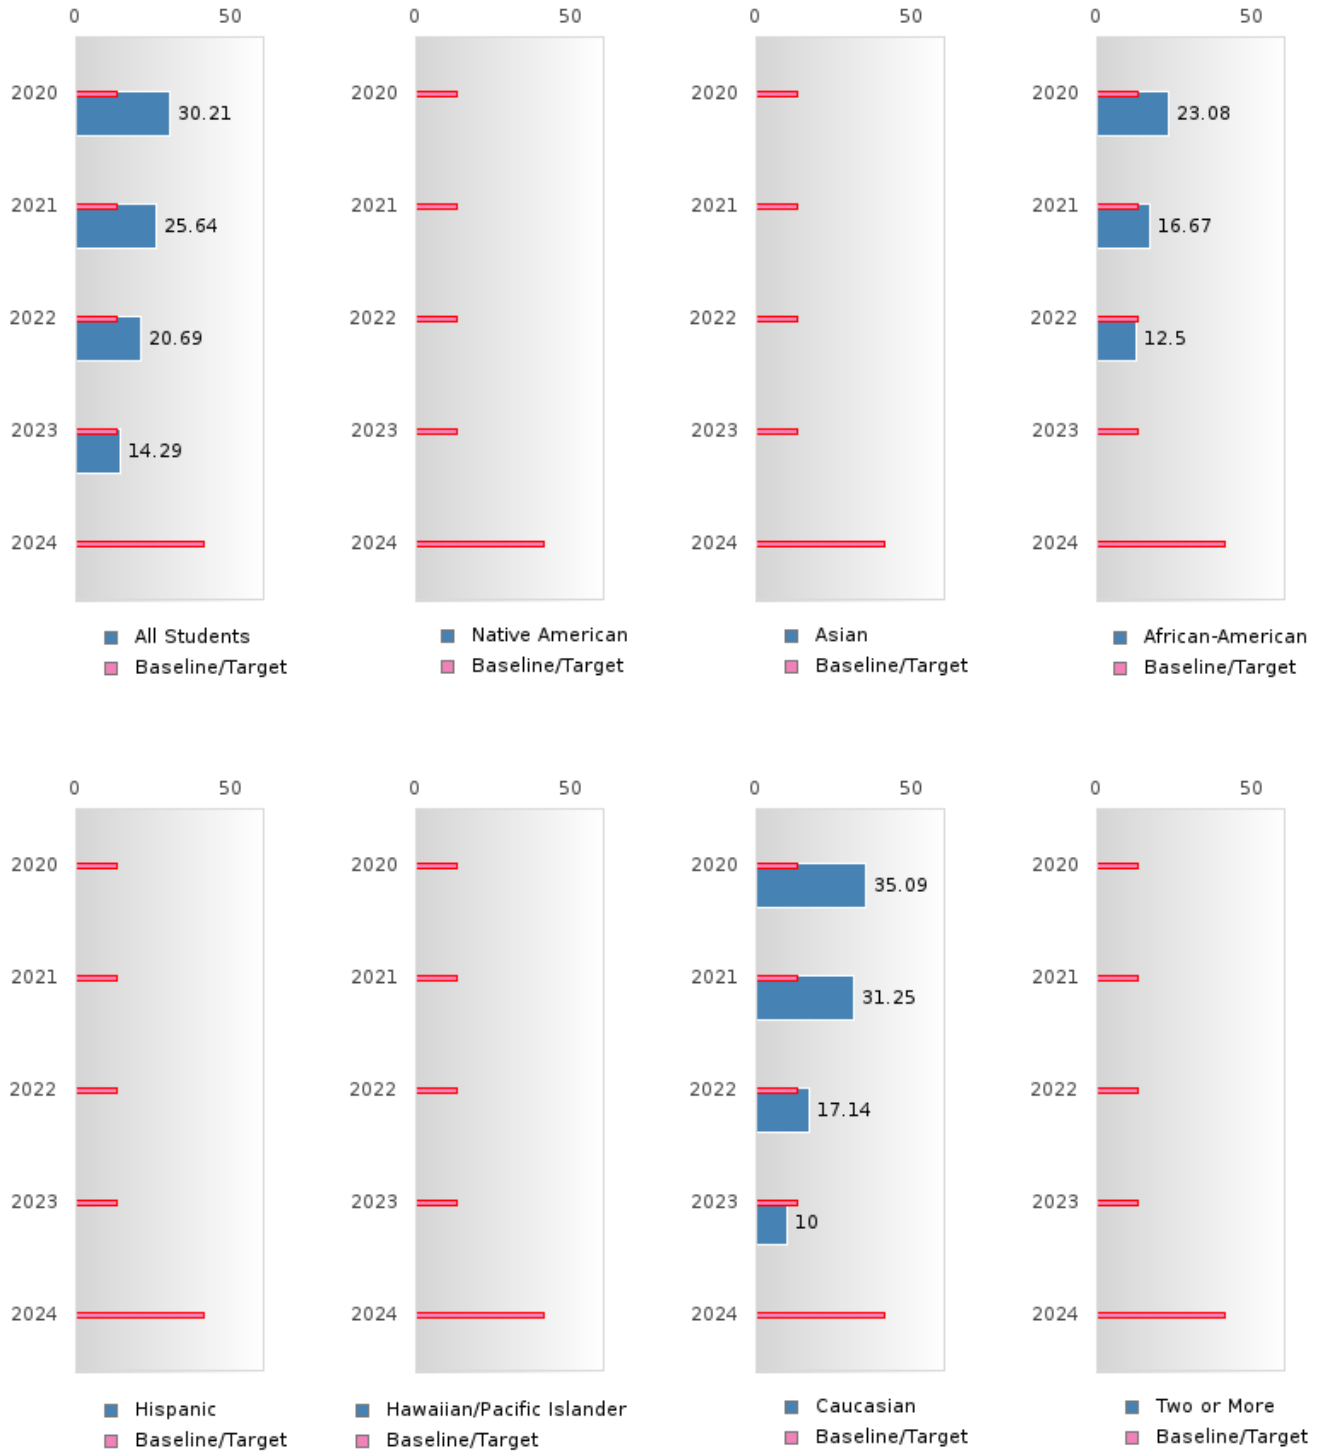 0 50 0 50 0 50 0 50
2020 30.21 2020 2020 2020 23.08
2021 25.64 2021 2021 2021 16.67
2022 20.69 2022 2022 2022 12.5
2023 14.29 2023 2023 2023
2024 2024 2024 2024
All Students Native American Asian African-American
Baseline/Target Baseline/Target Baseline/Target Baseline/Target
0 50 0 50 0 50 0 50
2020 2020 2020 35.09 2020
2021 2021 2021 31.25 2021
2022 2022 2022 17.14 2022
2023 2023 2023 10 2023
2024 2024 2024 2024
Hispanic Hawaiian/Pacific Islander Caucasian Two or More
Baseline/Target Baseline/Target Baseline/Target Baseline/Target